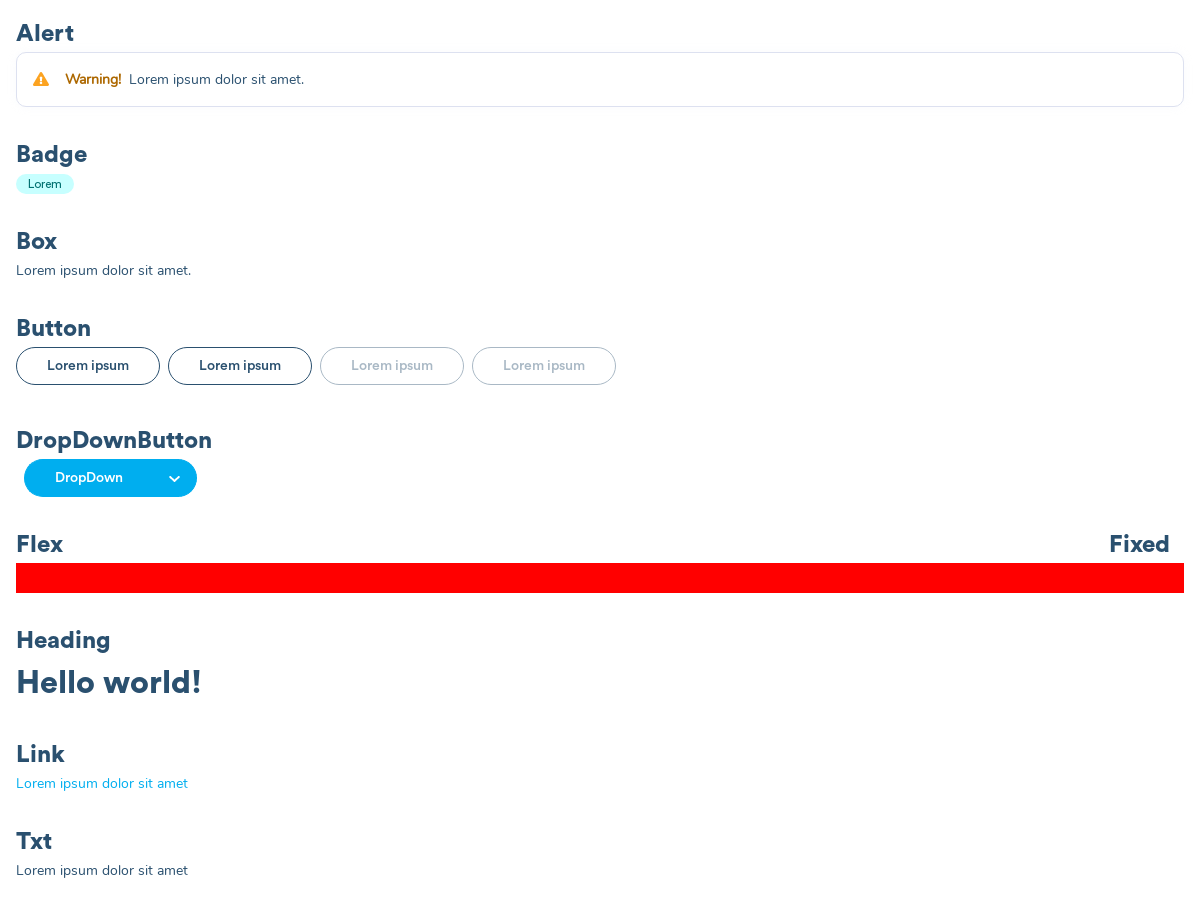 Alert
Warning! Lorem ipsum dolor sit amet.
Badge
Lorem
Box
Lorem ipsum dolor sit amet.
Button
Lorem ipsum Lorem ipsum Lorem ipsum Lorem ipsum
DropDownButton
DropDown
Flex Fixed
Heading
Hello world!
Link
Lorem ipsum dolor sit amet
Txt
Lorem ipsum dolor sit amet